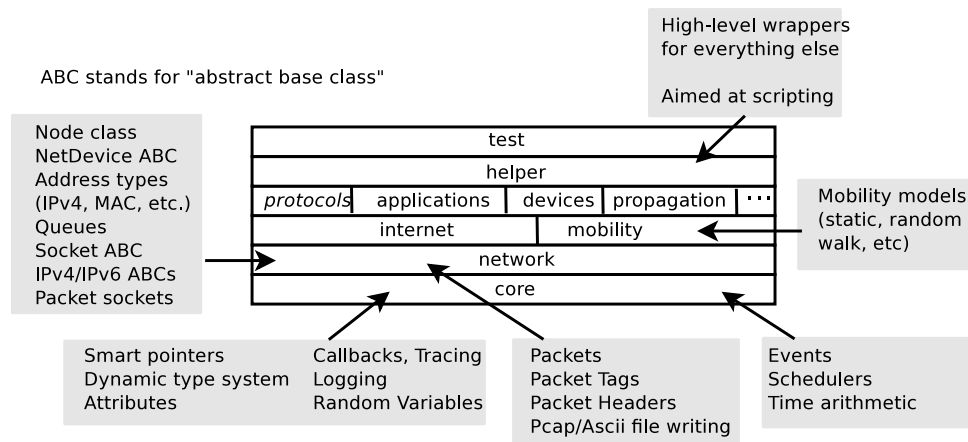 High-level wrappers
for everything else
Aimed at scripting
ABC stands for "abstract base class"
Node class
NetDevice ABC
Address types
(IPv4, MAC, etc.)
Queues
Socket ABC
IPv4/IPv6 ABCs
Packet sockets
test
helper
protocols applications devices propagation ...
internet mobility
network
core
Mobility models
(static, random
walk, etc)
Smart pointers
Dynamic type system
Attributes
Callbacks, Tracing
Logging
Random Variables
Packets
Packet Tags
Packet Headers
Pcap/Ascii file writing
Events
Schedulers
Time arithmetic